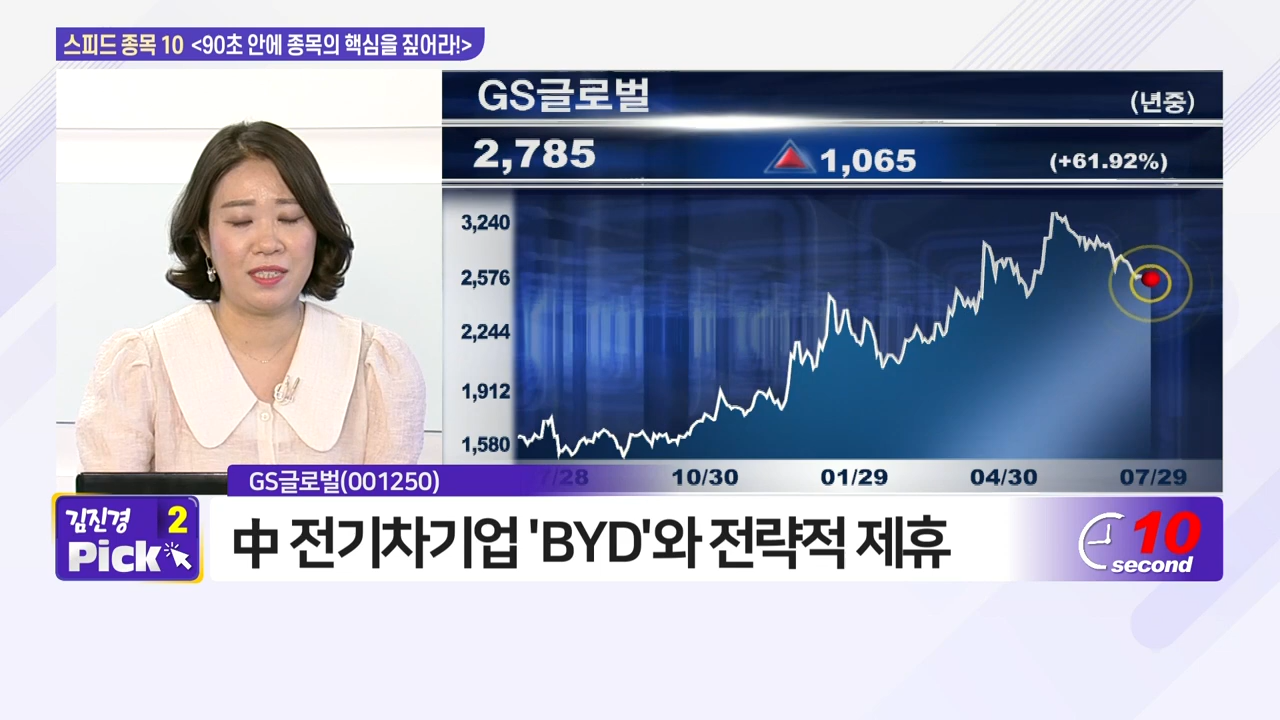 스피드 종목 10 <90초 안에 종목의 핵심을 짚어라!>
GS글로벌
(년중)
2,785
1,065
(+61.92%)
3,240
2,576
2,244
1,912
1,580
7/28
10/30
01/29
04/30
07/29
GS글로벌(001250)
김진경 2
Pick
中 전기차기업 'BYD'와 전략적 제휴
10
second